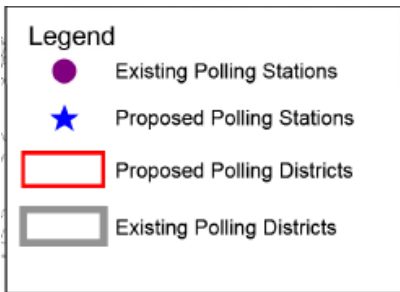 Legend
Existing Polling Stations
Proposed Polling Stations
Proposed Polling Districts
Existing Polling Districts